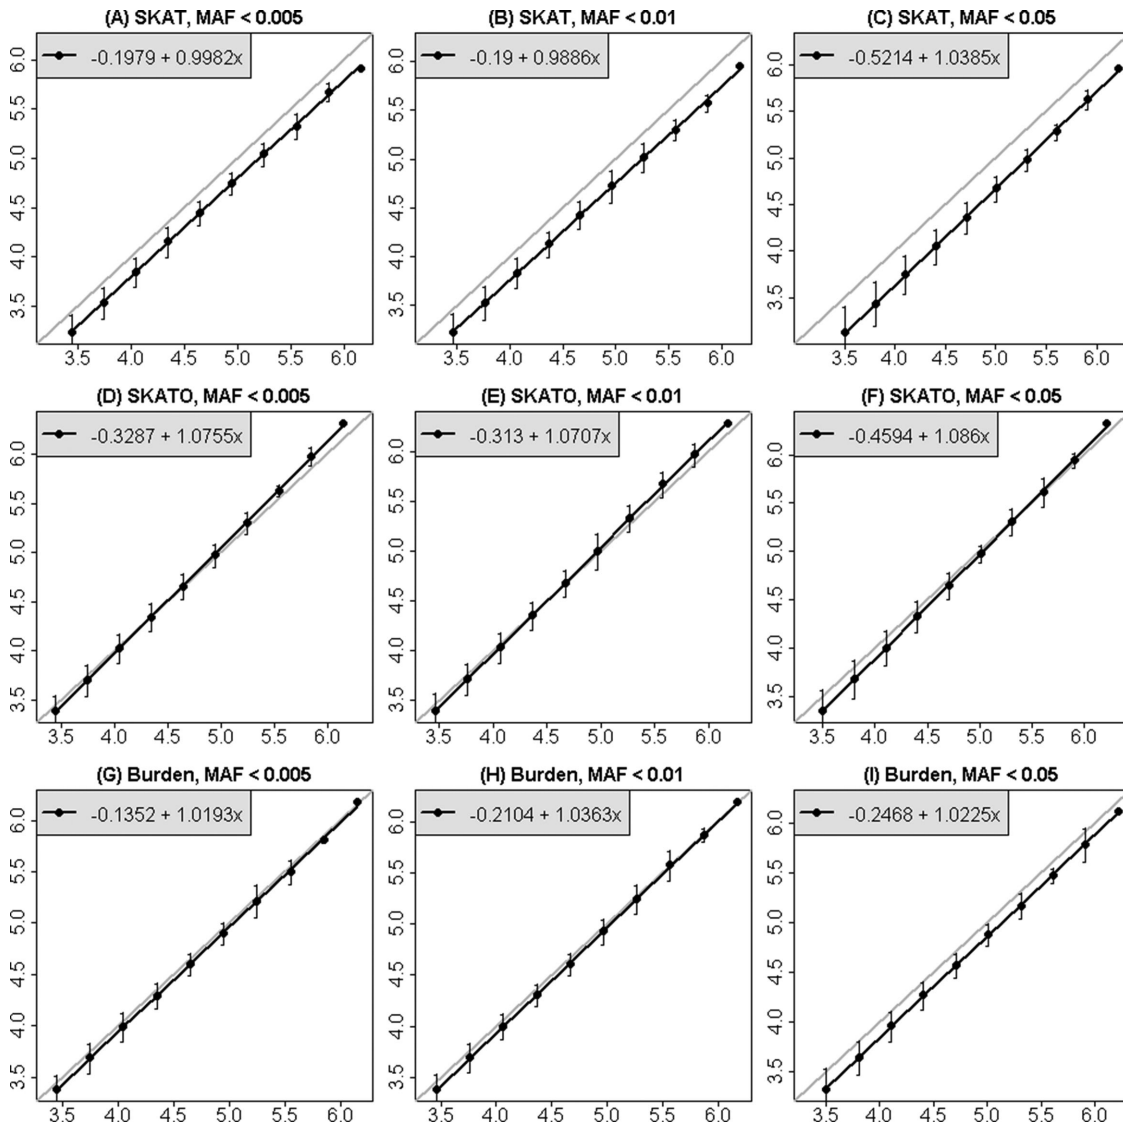 (A) SKAT, MAF < 0.005
-0.1979 + 0.9982x
3.5 4.0 4.5 5.0 5.5 6.0
3.5 4.0 4.5 5.0 5.5 6.0
(B) SKAT, MAF < 0.01
-0.19 + 0.9886x
3.5 4.0 4.5 5.0 5.5 6.0
3.5 4.0 4.5 5.0 5.5 6.0
(C) SKAT, MAF < 0.05
-0.5214 + 1.0385x
3.5 4.0 4.5 5.0 5.5 6.0
3.5 4.0 4.5 5.0 5.5 6.0
(D) SKATO, MAF < 0.005
-0.3287 + 1.0755x
3.5 4.0 4.5 5.0 5.5 6.0
3.5 4.0 4.5 5.0 5.5 6.0
(E) SKATO, MAF < 0.01
-0.313 + 1.0707x
3.5 4.0 4.5 5.0 5.5 6.0
3.5 4.0 4.5 5.0 5.5 6.0
(F) SKATO, MAF < 0.05
-0.4594 + 1.086x
3.5 4.0 4.5 5.0 5.5 6.0
3.5 4.0 4.5 5.0 5.5 6.0
(G) Burden, MAF < 0.005
-0.1352 + 1.0193x
3.5 4.0 4.5 5.0 5.5 6.0
3.5 4.0 4.5 5.0 5.5 6.0
(H) Burden, MAF < 0.01
-0.2104 + 1.0363x
3.5 4.0 4.5 5.0 5.5 6.0
3.5 4.0 4.5 5.0 5.5 6.0
(I) Burden, MAF < 0.05
-0.2468 + 1.0225x
3.5 4.0 4.5 5.0 5.5 6.0
3.5 4.0 4.5 5.0 5.5 6.0